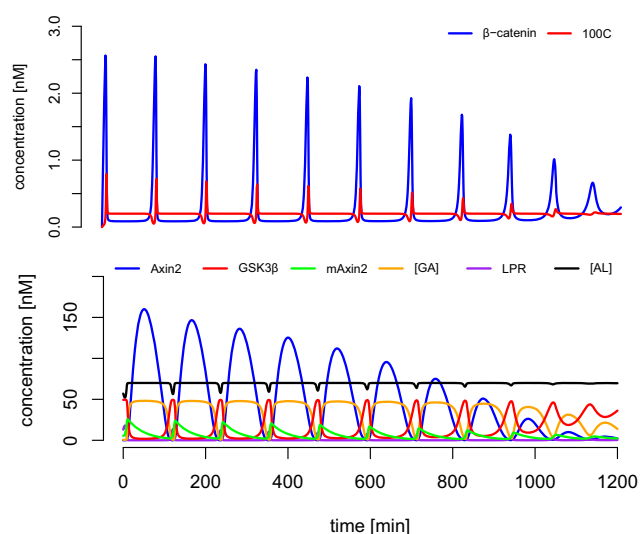 β−catenin 100C
concentration [nM]
3.0
2.0
1.0
0.0
Axin2 GSK3β mAxin2 [GA] LPR [AL]
concentration [nM]
150
50
0
0 200 400 600 800 1000 1200
time [min]